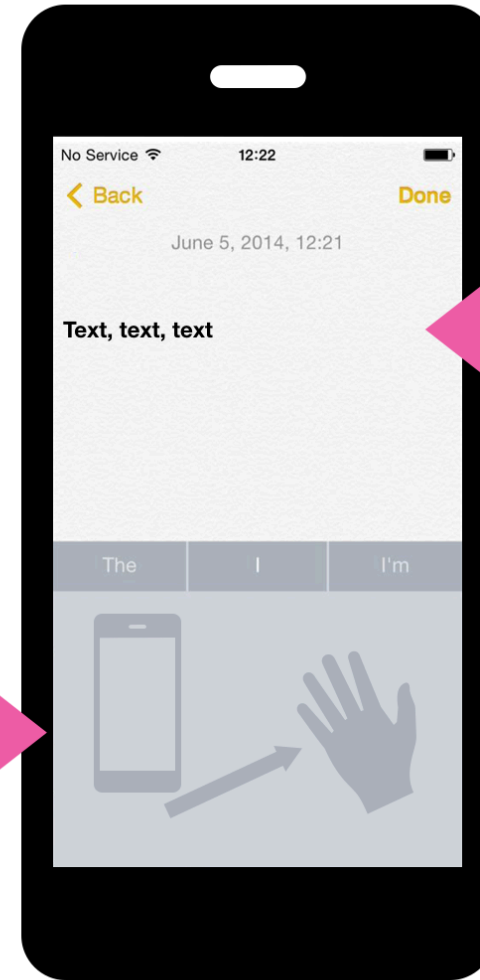 No Service 12:22
Back Done
June 5, 2014, 12:21
Text, text, text
The I I'm